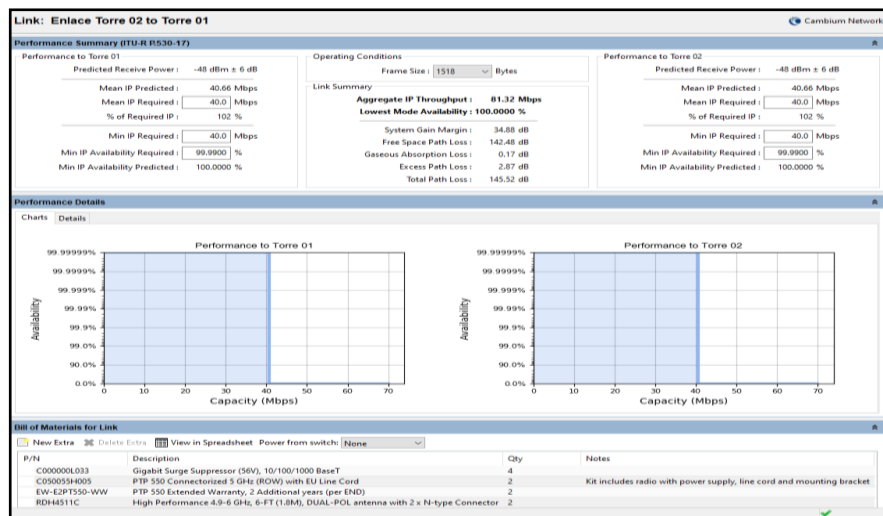 Link: Enlace Torre 02 to Torre 01
Cambium Network
Performance Summary (ITU-R P.530-17)
Performance to Torre 01
Predicted Receive Power : -48 dBm ± 6 dB
Mean IP Predicted : 40.66 Mbps
Mean IP Required : 40.0 Mbps
% of Required IP : 102 %
Min IP Required : 40.0 Mbps
Min IP Availability Required : 99.9900 %
Min IP Availability Predicted : 100.0000 %
Operating Conditions
Frame Size : 1518 Bytes
Link Summary
Aggregate IP Throughput : 81.32 Mbps
Lowest Mode Availability : 100.0000 %
System Gain Margin : 34.88 dB
Free Space Path Loss : 142.48 dB
Gaseous Absorption Loss : 0.17 dB
Excess Path Loss : 2.87 dB
Total Path Loss : 145.52 dB
Performance to Torre 02
Predicted Receive Power : -48 dBm ± 6 dB
Mean IP Predicted : 40.66 Mbps
Mean IP Required : 40.0 Mbps
% of Required IP : 102 %
Min IP Required : 40.0 Mbps
Min IP Availability Required : 99.9900 %
Min IP Availability Predicted : 100.0000 %
Performance Details
Charts Details
Performance to Torre 01
99.99999%
99.9999%
99.999%
99.99%
99.9%
99.0%
90.0%
0.0%
Availability
0 10 20 30 40 50 60 70
Capacity (Mbps)
Performance to Torre 02
99.99999%
99.9999%
99.999%
99.99%
99.9%
99.0%
90.0%
0.0%
Availability
0 10 20 30 40 50 60 70
Capacity (Mbps)
Bill of Materials for Link
New Extra Delete Extra View in Spreadsheet Power from switch: None
P/N Description Qty Notes
C000000L033 Gigabit Surge Suppressor (56V), 10/100/1000 BaseT 4
C050055H005 PTP 550 Connectorized 5 GHz (ROW) with EU Line Cord 2 Kit includes radio with power supply, line cord and mounting bracket
EW-E2PT550-WW PTP 550 Extended Warranty, 2 Additional years (per END) 2
RDH4511C High Performance 4.9-6 GHz, 6-FT (1.8M), DUAL-POL antenna with 2 x N-type Connector 2